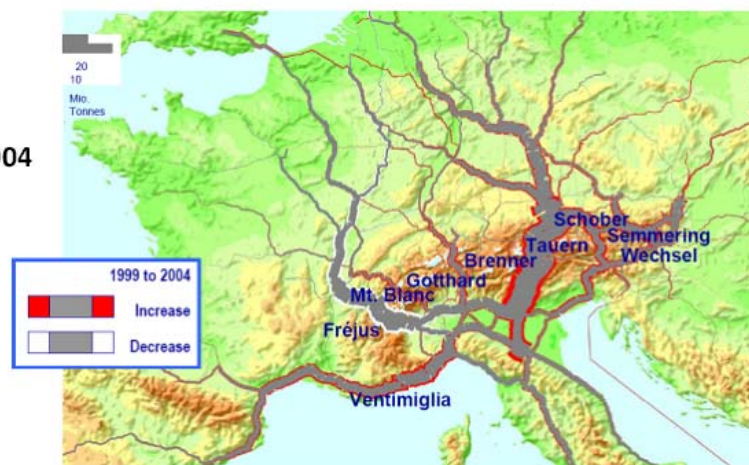 20
10
Mio.
Tonnes
1999 to 2004
Increase
Decrease
Schober
Semmering
Tauern
Wechsel
Brenner
Gotthard
Mt. Blanc
Fréjus
Ventimiglia